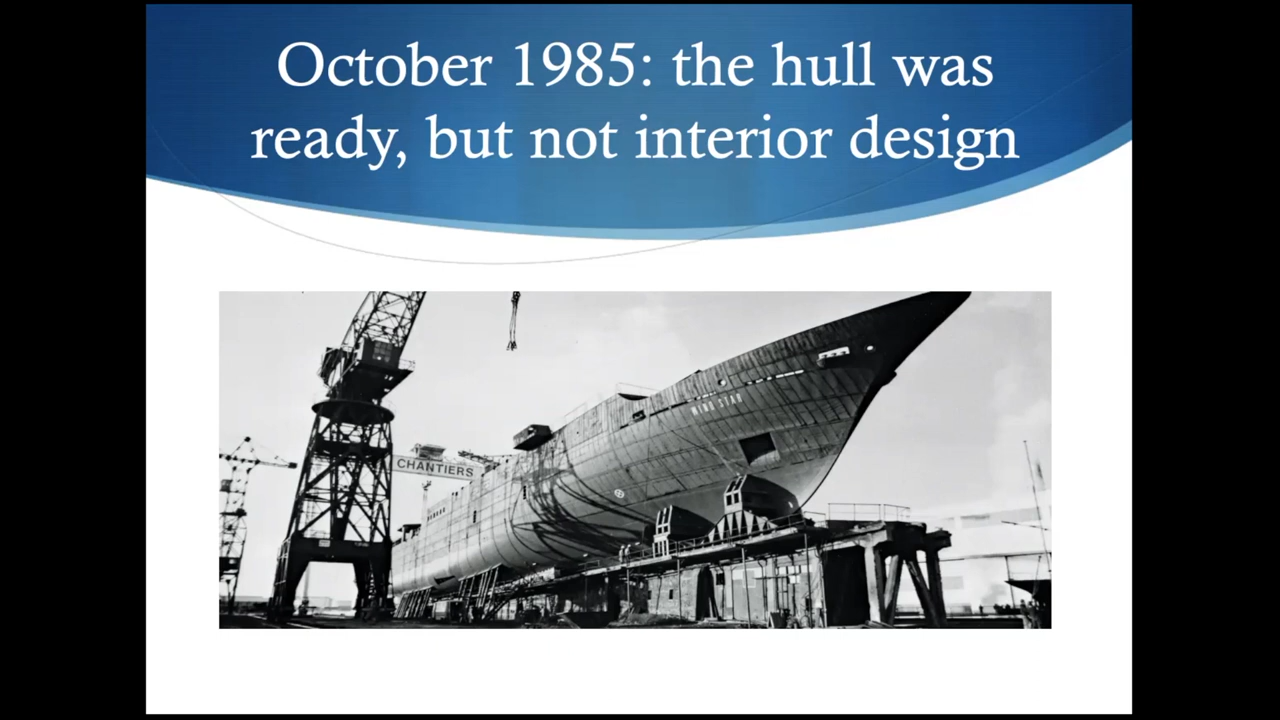 October 1985: the hull was
ready, but not interior design
WIND STAR
CHANTIERS